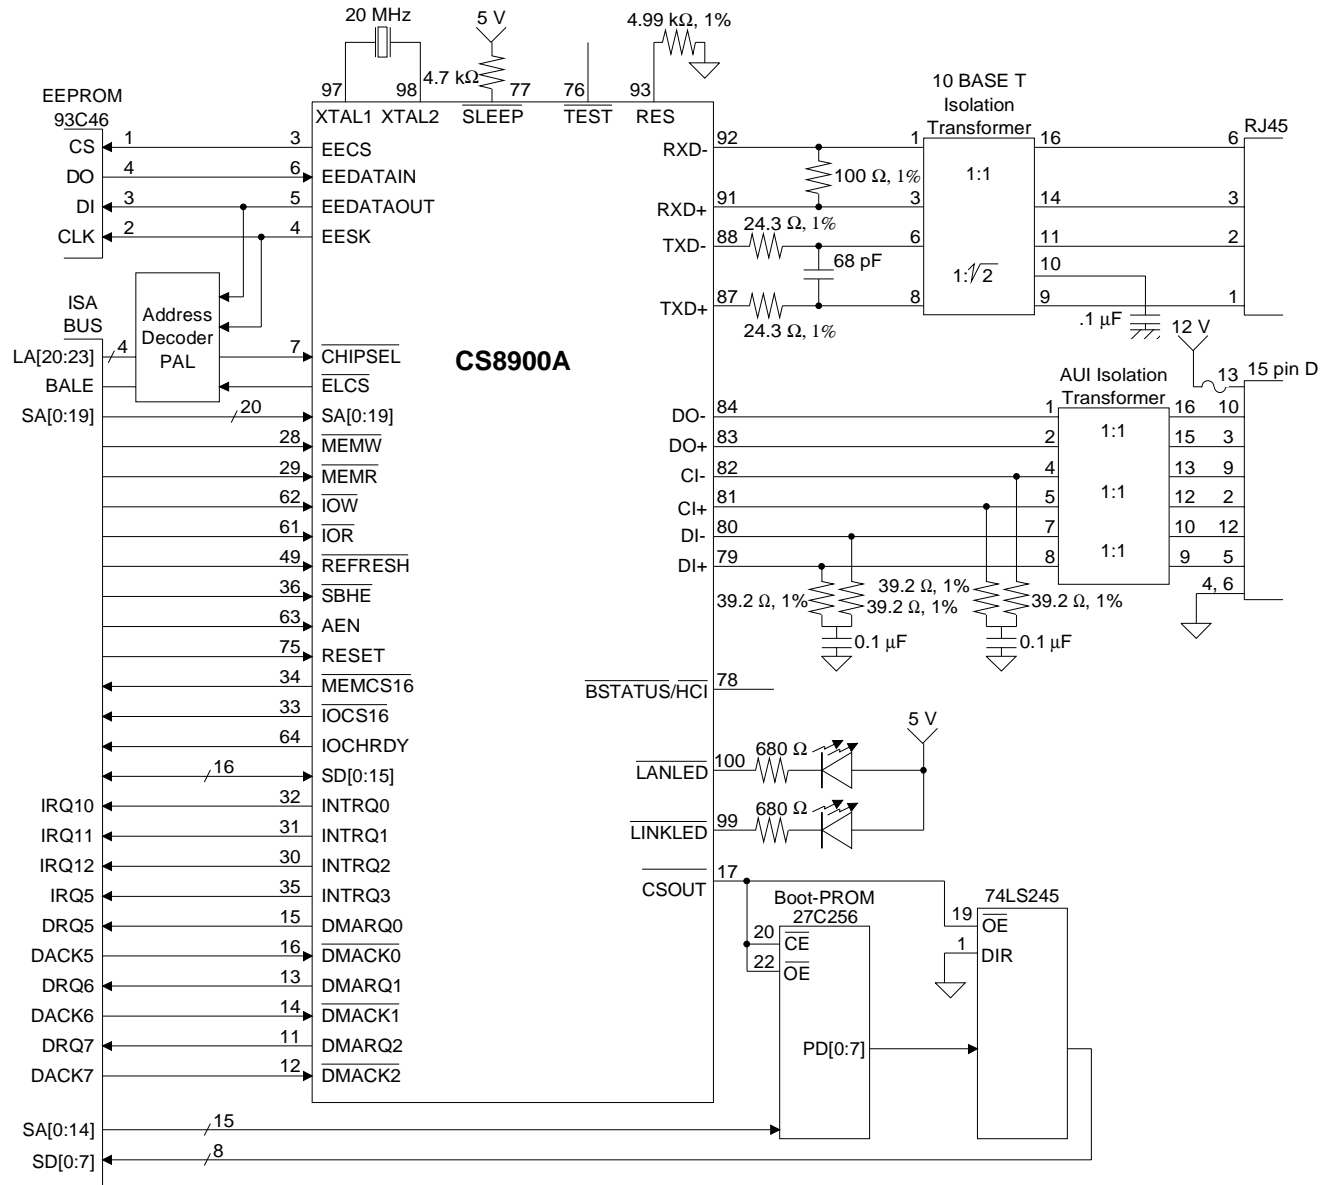 20 MHz
5 V
4.99 kΩ, 1%
4.7 kΩ
97
98
77
76
93
XTAL1
XTAL2
SLEEP
TEST
RES
EEPROM
93C46
CS
1
3
EECS
DO
4
6
EEDATAIN
DI
3
5
EEDATAOUT
CLK
2
4
EESK
ISA
BUS
Address
Decoder
PAL
LA[20:23]
4
7
CHIPSEL
BALE
ELCS
SA[0:19]
20
SA[0:19]
28
MEMW
29
MEMR
62
IOW
61
IOR
49
REFRESH
36
SBHE
63
AEN
75
RESET
34
MEMCS16
33
IOCS16
64
IOCHRDY
16
SD[0:15]
IRQ10
32
INTRQ0
IRQ11
31
INTRQ1
IRQ12
30
INTRQ2
IRQ5
35
INTRQ3
DRQ5
15
DMARQ0
DACK5
16
DMACK0
DRQ6
13
DMARQ1
DACK6
14
DMACK1
DRQ7
11
DMARQ2
DACK7
12
DMACK2
SA[0:14]
15
SD[0:7]
8
CS8900A
10 BASE T
Isolation
Transformer
RJ45
RXD-
92
1
16
6
100 Ω, 1%
1:1
RXD+
91
3
14
3
24.3 Ω, 1%
TXD-
88
6
11
2
68 pF
1:√2
10
TXD+
87
8
9
1
24.3 Ω, 1%
.1 µF
12 V
AUI Isolation
Transformer
13
15 pin D
DO-
84
1
16
10
1:1
DO+
83
2
15
3
CI-
82
4
13
9
1:1
CI+
81
5
12
2
DI-
80
7
10
12
1:1
DI+
79
8
9
5
4, 6
39.2 Ω, 1%
39.2 Ω, 1%
39.2 Ω, 1%
39.2 Ω, 1%
0.1 µF
0.1 µF
BSTATUS/HCI
78
5 V
680 Ω
LANLED
100
680 Ω
LINKLED
99
CSOUT
17
Boot-PROM
27C256
74LS245
20
CE
22
OE
19
OE
1
DIR
PD[0:7]